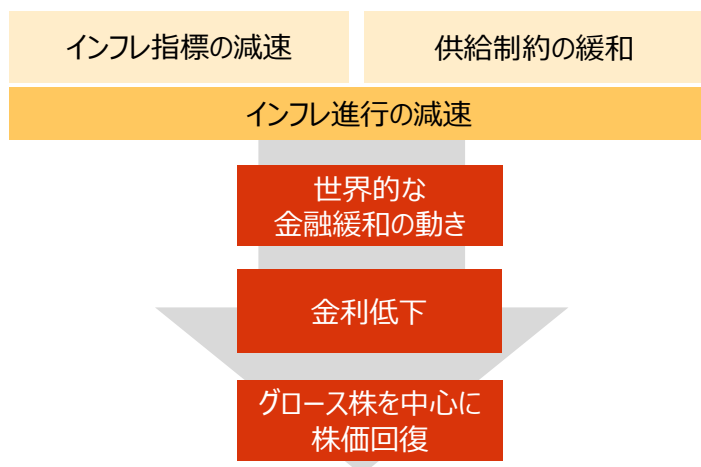 インフレ指標の減速
供給制約の緩和
インフレ進行の減速
世界的な
金融緩和の動き
金利低下
グロース株を中心に
株価回復